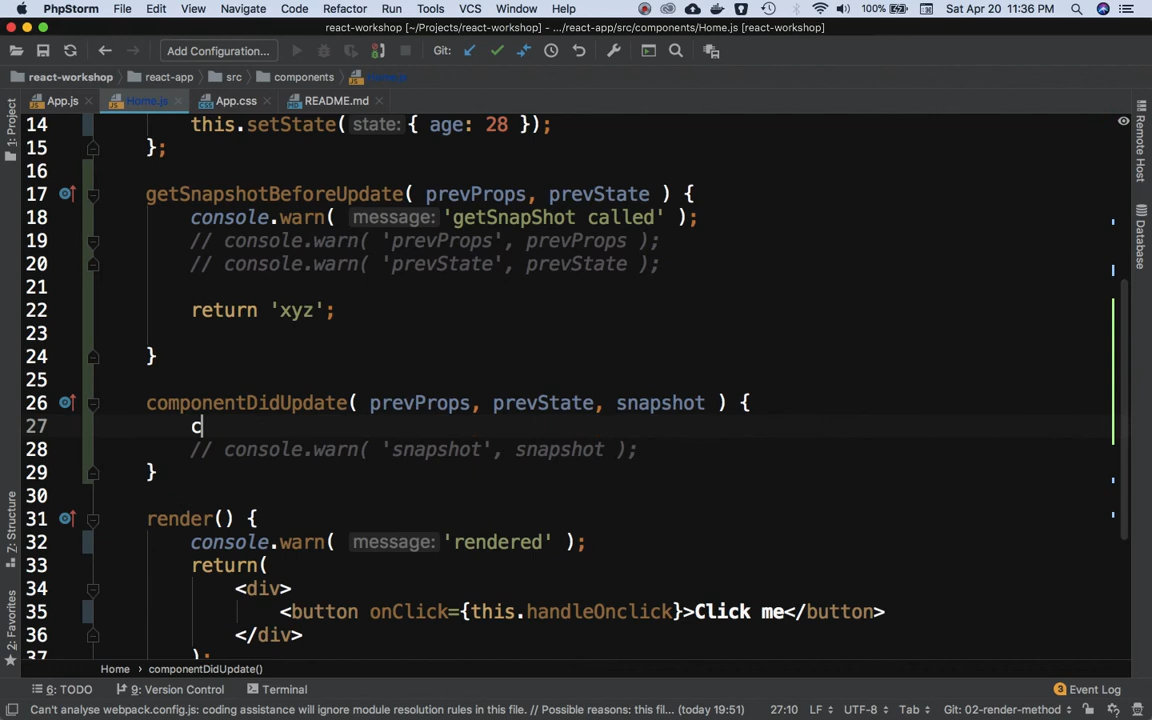 PhpStorm File Edit View Navigate Code Refactor Run Tools VCS Window Help 100% Sat Apr 20 11:36 PM
react-workshop [~/Projects/react-workshop] - .../react-app/src/components/Home.js [react-workshop]
Add Configuration... Git:
react-workshop react-app src components Home.js
App.js Home.js App.css README.md
1: Project
Remote Host
Database
14 this.setState( state: { age: 28 });
15 };
16
17 getSnapshotBeforeUpdate( prevProps, prevState ) {
18 console.warn( message: 'getSnapShot called' );
19 // console.warn( 'prevProps', prevProps );
20 // console.warn( 'prevState', prevState );
21
22 return 'xyz';
23
24 }
25
26 componentDidUpdate( prevProps, prevState, snapshot ) {
27 c
28 // console.warn( 'snapshot', snapshot );
29 }
30
31 render() {
32 console.warn( message: 'rendered' );
33 return(
34 <div>
35 <button onClick={this.handleOnclick}>Click me</button>
36 </div>
37 );
Z: Structure
2: Favorites
Home › componentDidUpdate()
6: TODO 9: Version Control Terminal 3 Event Log
Can't analyse webpack.config.js: coding assistance will ignore module resolution rules in this file. // Possible reasons: this fil... (today 19:51) 27:10 LF UTF-8 Tab Git: 02-render-method